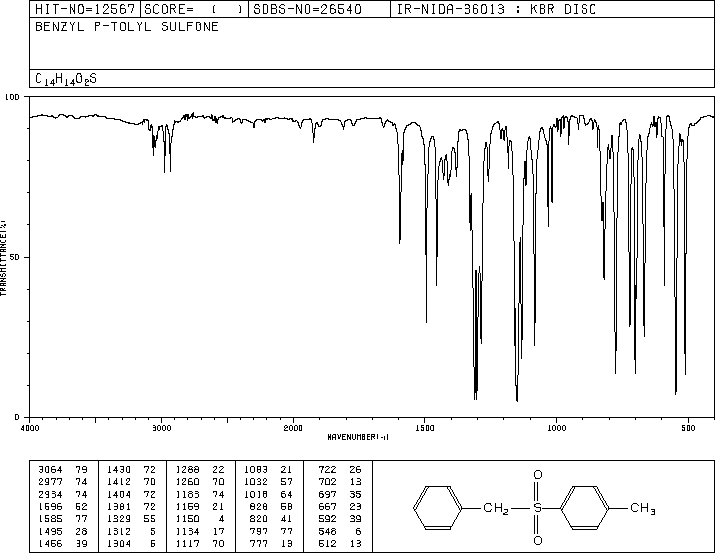 HIT-NO=12567 SCORE= ( ) SDBS-NO=26540 IR-NIDA-36013 : KBR DISC
BENZYL P-TOLYL SULFONE
C14H14O2S
100
50
0
TRANSMITTANCE(%)
4000 3000 2000 1500 1000 500
WAVENUMBER(-1)
3064 79 1430 72 1288 22 1083 21 722 26
2977 74 1412 70 1260 70 1032 57 702 13
2934 74 1404 72 1183 74 1018 64 697 35
1596 52 1381 72 1159 21 828 58 667 23
1585 77 1329 55 1150 4 820 41 592 39
1495 28 1312 5 1134 17 797 77 548 6
1456 39 1304 5 1117 70 777 13 512 13
O
CH2 S CH3
O